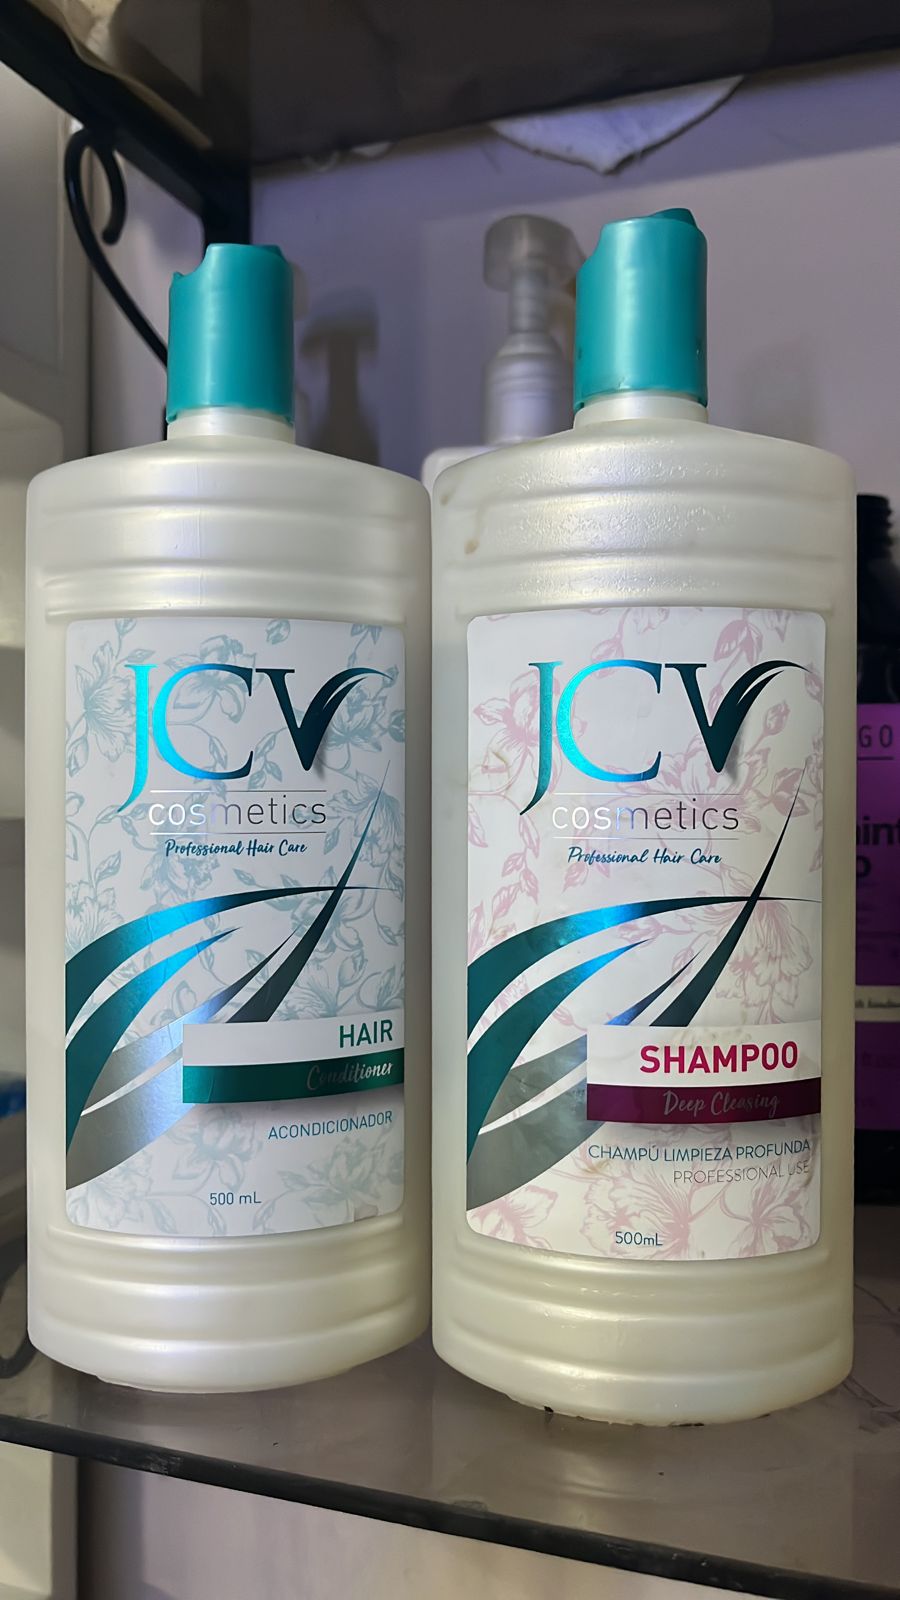 JCV
cosmetics
Professional Hair Care
HAIR
Conditioner
ACONDICIONADOR
500 mL
JCV
cosmetics
Professional Hair Care
SHAMPOO
Deep Cleasing
CHAMPÚ LIMPIEZA PROFUNDA
PROFESSIONAL USE
500mL
GO